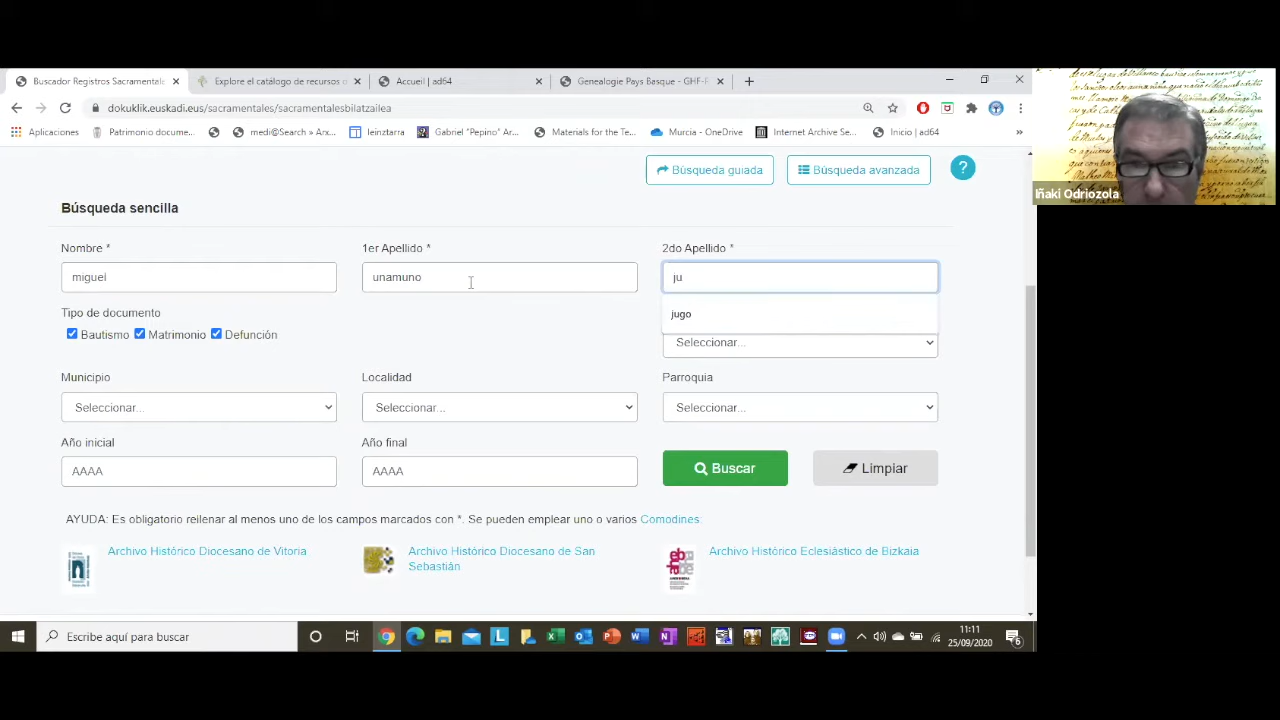 Buscador Registros Sacramentale
Explore el catálogo de recursos o
Accueil | ad64
Genealogie Pays Basque - GHF-P
dokuklik.euskadi.eus/sacramentales/sacramentalesbilatzailea
Aplicaciones
Patrimonio docume...
medi@Search » Arx...
leinibarra
Gabriel "Pepino" Ar...
Materials for the Te...
Murcia - OneDrive
Internet Archive Se...
Inicio | ad64
»
Iñaki Odriozola
Búsqueda guiada
Búsqueda avanzada
?
Búsqueda sencilla
Nombre *
1er Apellido *
2do Apellido *
miguel
unamuno
ju
jugo
Tipo de documento
Bautismo
Matrimonio
Defunción
Seleccionar...
Municipio
Localidad
Parroquia
Seleccionar...
Seleccionar...
Seleccionar...
Año inicial
Año final
AAAA
AAAA
Buscar
Limpiar
AYUDA: Es obligatorio rellenar al menos uno de los campos marcados con *. Se pueden emplear uno o varios Comodines.
Archivo Histórico Diocesano de Vitoria
Archivo Histórico Diocesano de San
Sebastián
Archivo Histórico Eclesiástico de Bizkaia
Escribe aquí para buscar
11:11
25/09/2020
6